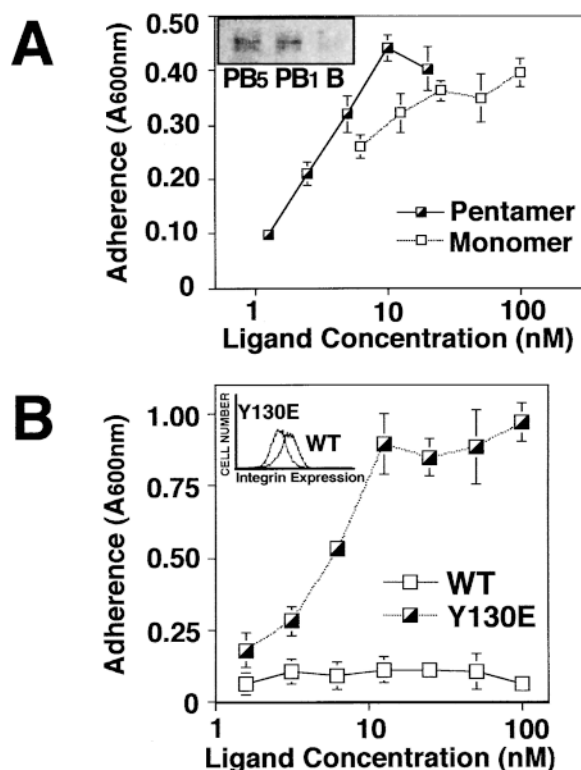 A
Adherence (A600nm)
0.50
0.40
0.30
0.20
0.10
0
PB5 PB1 B
Pentamer
Monomer
1 10 100
Ligand Concentration (nM)
B
Adherence (A600nm)
1.00
0.75
0.50
0.25
0
CELL NUMBER
Y130E
WT
Integrin Expression
WT
Y130E
1 10 100
Ligand Concentration (nM)